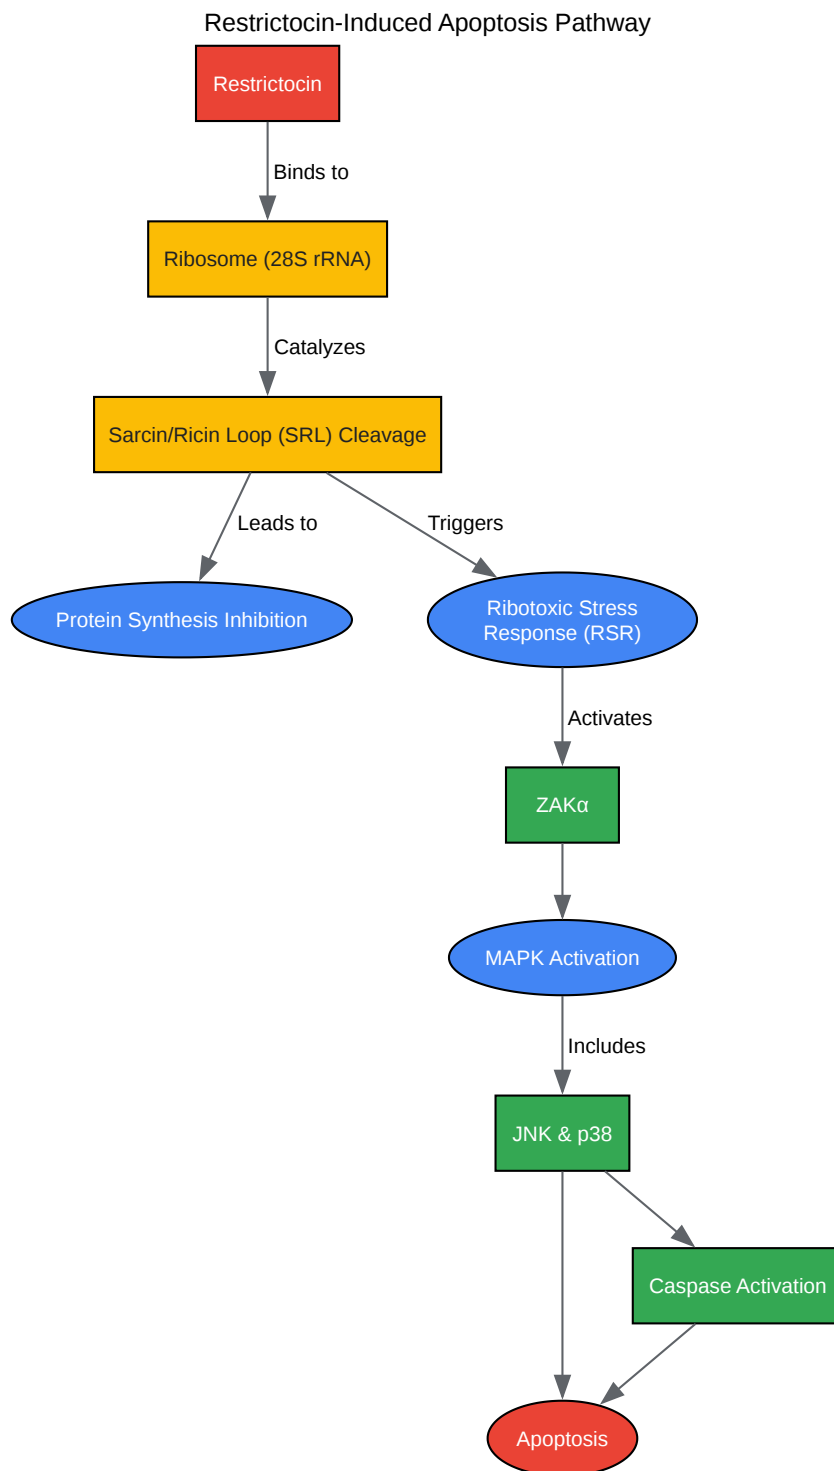 Restrictocin-Induced Apoptosis Pathway
Restrictocin
Binds to
Ribosome (28S rRNA)
Catalyzes
Sarcin/Ricin Loop (SRL) Cleavage
Leads to
Triggers
Protein Synthesis Inhibition
Ribotoxic Stress
Response (RSR)
Activates
ZAKα
MAPK Activation
Includes
JNK & p38
Caspase Activation
Apoptosis